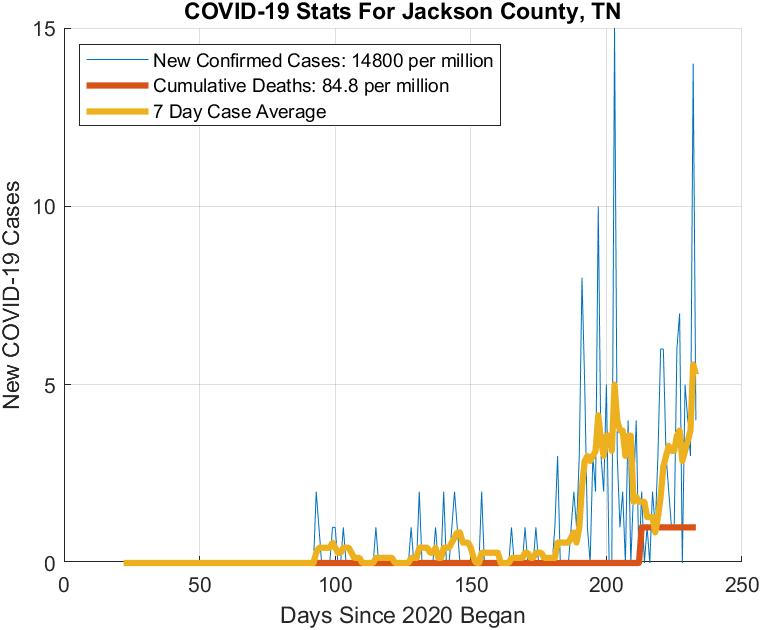 COVID-19 Stats For Jackson County, TN
New Confirmed Cases: 14800 per million
Cumulative Deaths: 84.8 per million
7 Day Case Average
New COVID-19 Cases
15
10
5
0
0 50 100 150 200 250
Days Since 2020 Began